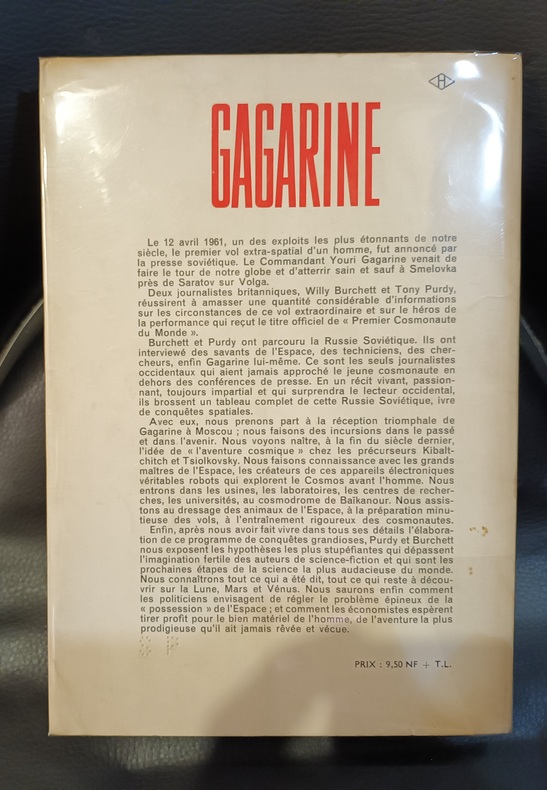 H
GAGARINE
Le 12 avril 1961, un des exploits les plus étonnants de notre
siècle, le premier vol extra-spatial d'un homme, fut annoncé par
la presse soviétique. Le Commandant Youri Gagarine venait de
faire le tour de notre globe et d'atterrir sain et sauf à Smelovka
près de Saratov sur Volga.
Deux journalistes britanniques, Willy Burchett et Tony Purdy,
réussirent à amasser une quantité considérable d'informations
sur les circonstances de ce vol extraordinaire et sur le héros de
la performance qui reçut le titre officiel de « Premier Cosmonaute
du Monde ».
Burchett et Purdy ont parcouru la Russie Soviétique. Ils ont
interviewé des savants de l'Espace, des techniciens, des cher-
cheurs, enfin Gagarine lui-même. Ce sont les seuls journalistes
occidentaux qui aient jamais approché le jeune cosmonaute en
dehors des conférences de presse. En un récit vivant, passion-
nant, toujours impartial et qui surprendra le lecteur occidental,
ils brossent un tableau complet de cette Russie Soviétique, ivre
de conquêtes spatiales.
Avec eux, nous prenons part à la réception triomphale de
Gagarine à Moscou ; nous faisons des incursions dans le passé
et dans l'avenir. Nous voyons naître, à la fin du siècle dernier,
l'idée de « l'aventure cosmique » chez les précurseurs Kibalt-
chitch et Tsiolkovsky. Nous faisons connaissance avec les grands
maîtres de l'Espace, les créateurs de ces appareils électroniques
véritables robots qui explorent le Cosmos avant l'homme. Nous
entrons dans les usines, les laboratoires, les centres de recher-
ches, les universités, au cosmodrome de Baïkanour. Nous assis-
tons au dressage des animaux de l'Espace, à la préparation minu-
tieuse des vols, à l'entraînement rigoureux des cosmonautes.
Enfin, après nous avoir fait vivre dans tous ses détails l'élabora-
tion de ce programme de conquêtes grandioses, Purdy et Burchett
nous exposent les hypothèses les plus stupéfiantes qui dépassent
l'imagination fertile des auteurs de science-fiction et qui sont les
prochaines étapes de la science la plus audacieuse du monde.
Nous connaîtrons tout ce qui a été dit, tout ce qui reste à décou-
vrir sur la Lune, Mars et Vénus. Nous saurons enfin comment
les politiciens envisagent de régler le problème épineux de la
« possession » de l'Espace ; et comment les économistes espèrent
tirer profit pour le bien matériel de l'homme, de l'aventure la plus
prodigieuse qu'il ait jamais rêvée et vécue.
PRIX : 9,50 NF + T.L.